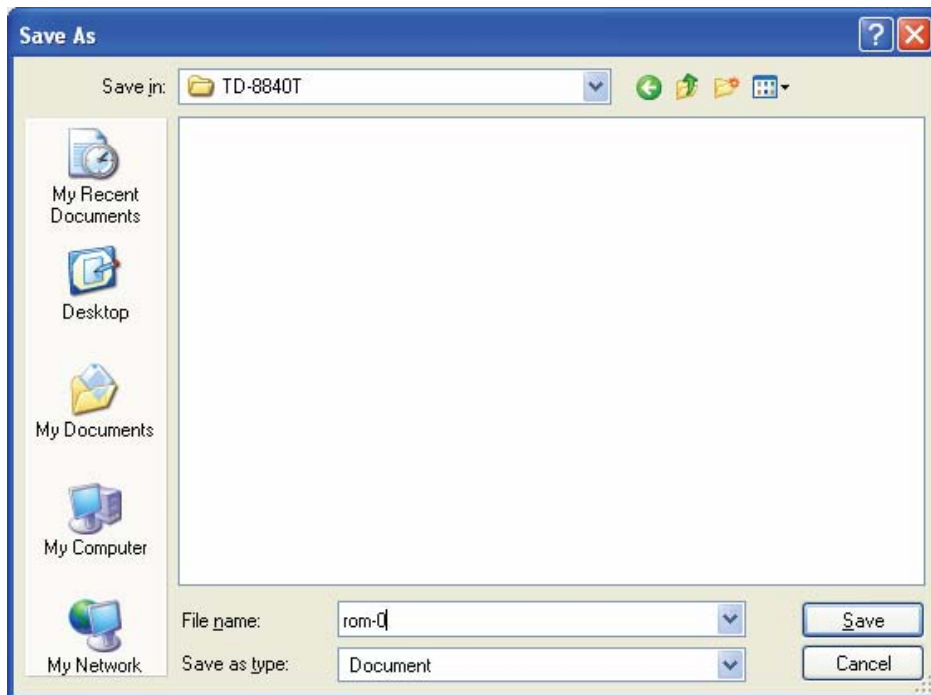 Save As
Save in:
TD-8840T
My Recent
Documents
Desktop
My Documents
My Computer
My Network
File name:
rom-0
Save
Save as type:
Document
Cancel